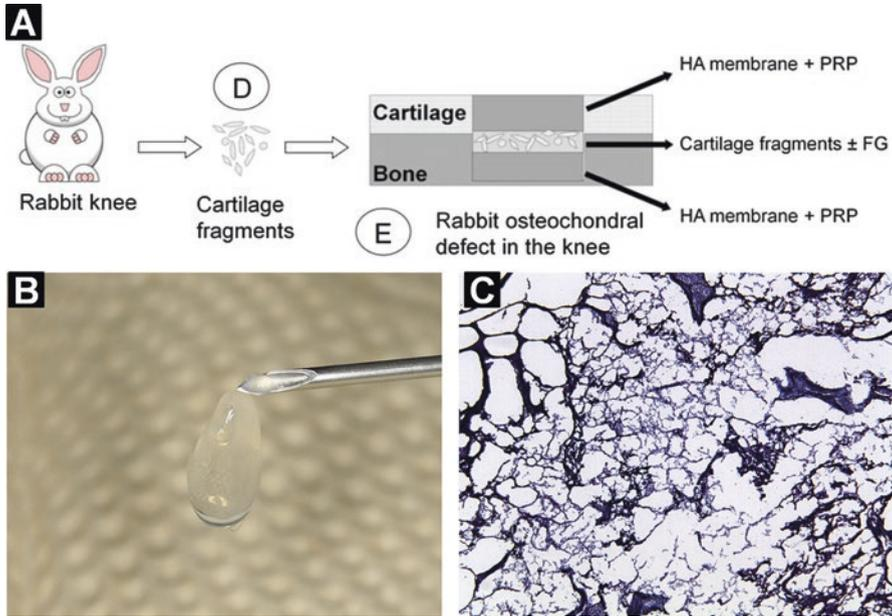 A
D
Rabbit knee
Cartilage
fragments
Cartilage
Bone
HA membrane + PRP
Cartilage fragments ± FG
HA membrane + PRP
E
Rabbit osteochondral
defect in the knee
B
C